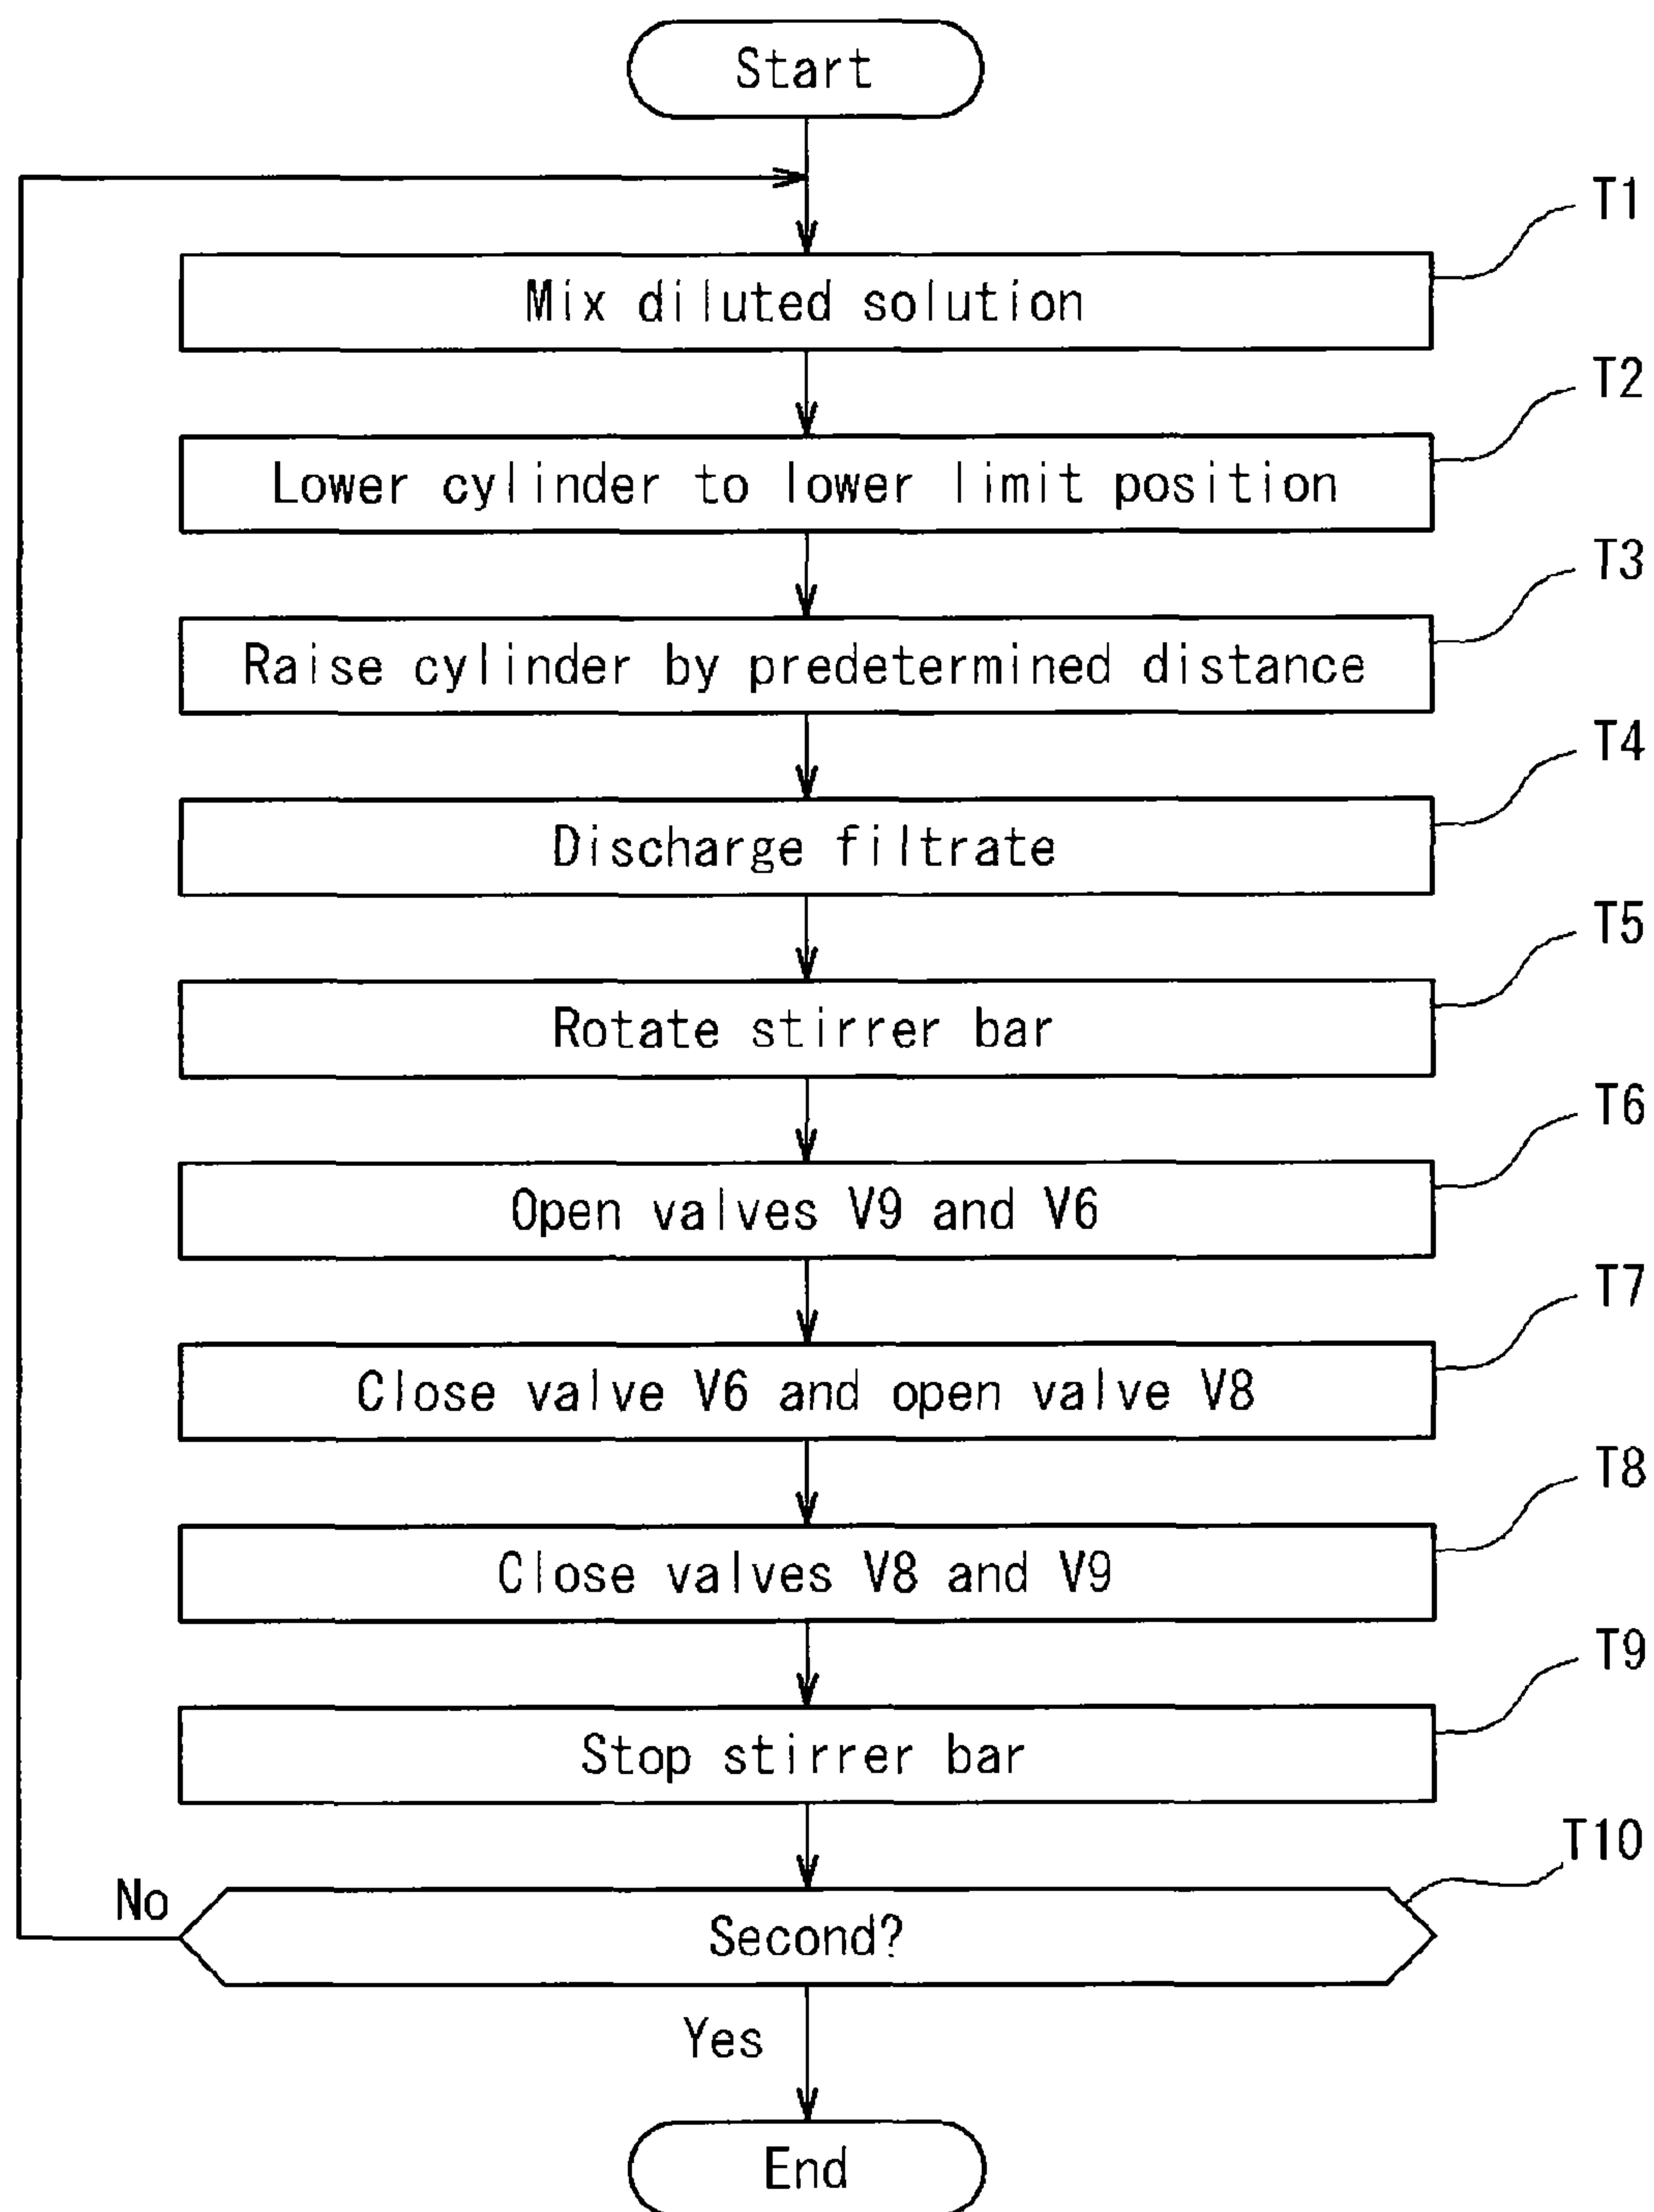 Start
T1
Mix diluted solution
T2
Lower cylinder to lower limit position
T3
Raise cylinder by predetermined distance
T4
Discharge filtrate
T5
Rotate stirrer bar
T6
Open valves V9 and V6
T7
Close valve V6 and open valve V8
T8
Close valves V8 and V9
T9
Stop stirrer bar
T10
No
Second?
Yes
End